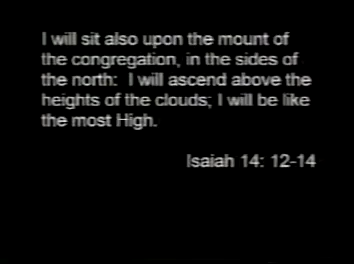 I will sit also upon the mount of
the congregation, in the sides of
the north:  I will ascend above the
heights of the clouds; I will be like
the most High.
Isaiah 14: 12-14